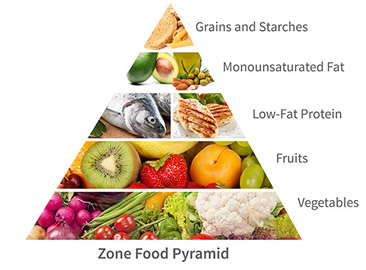 Grains and Starches
Monounsaturated Fat
Low-Fat Protein
Fruits
Vegetables
Zone Food Pyramid